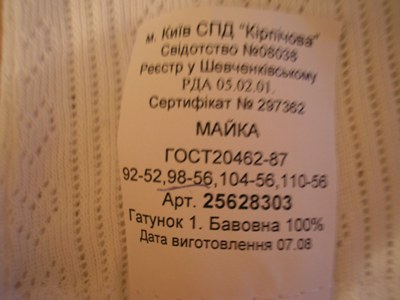 м. Київ СПД "Кірпічова"
Свідотство №08038
Реєстр у Шевченківському
РДА 05.02.01.
Сертифікат № 297362
МАЙКА
ГОСТ20462-87
92-52,98-56,104-56,110-56
Арт. 25628303
Гатунок 1. Бавовна 100%
Дата виготовлення 07.08